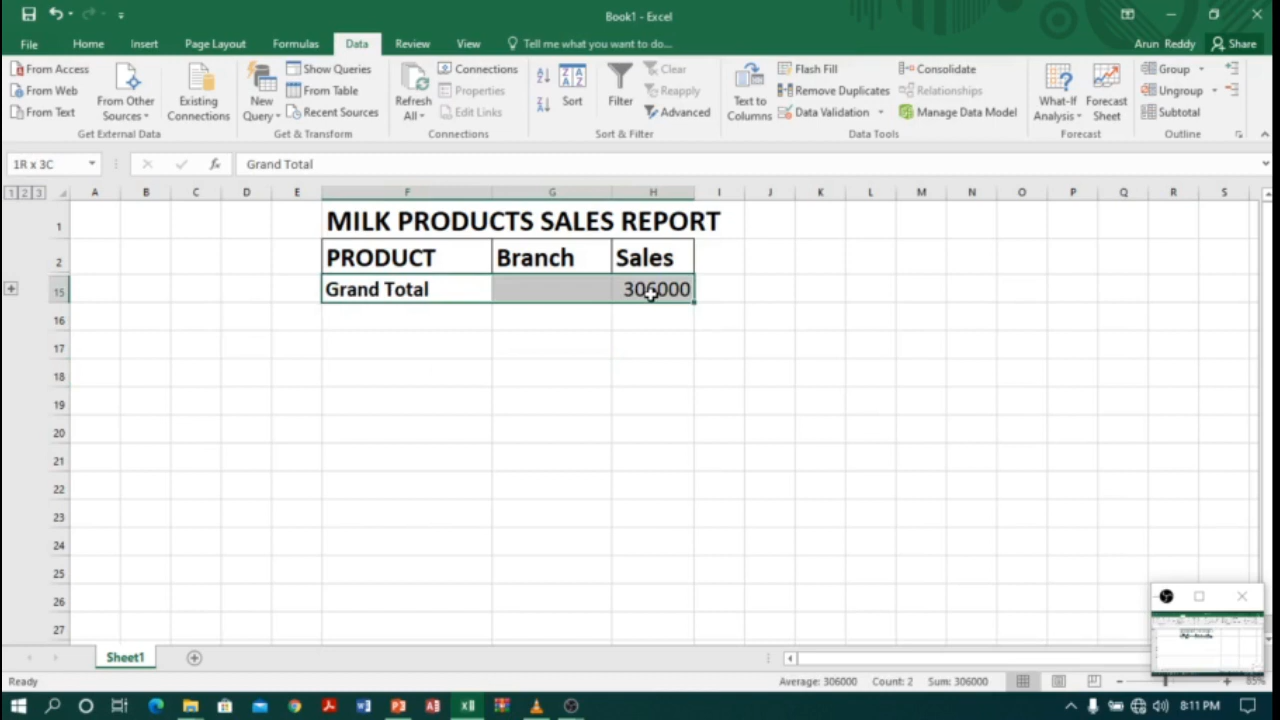 Book1 - Excel
File Home Insert Page Layout Formulas Data Review View Tell me what you want to do... Arun Reddy Share
From Access
From Web
From Text
From Other Sources
Existing Connections
Get External Data
New Query
Show Queries
From Table
Recent Sources
Get & Transform
Refresh All
Connections
Properties
Edit Links
Connections
Sort
Filter
Clear
Reapply
Advanced
Sort & Filter
Text to Columns
Flash Fill
Remove Duplicates
Data Validation
Consolidate
Relationships
Manage Data Model
Data Tools
What-If Analysis
Forecast Sheet
Forecast
Group
Ungroup
Subtotal
Outline
1R x 3C fx Grand Total
1 2 3 A B C D E F G H I J K L M N O P Q R S
1 MILK PRODUCTS SALES REPORT
2 PRODUCT Branch Sales
15 Grand Total 306000
16
17
18
19
20
21
22
23
24
25
26
27
Sheet1
Ready Average: 306000 Count: 2 Sum: 306000 85%
8:11 PM